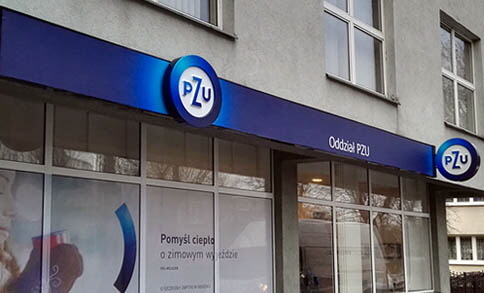 PZU
Oddział PZU
PZU
Pomyśl ciepło
o zimowym wyjeździe